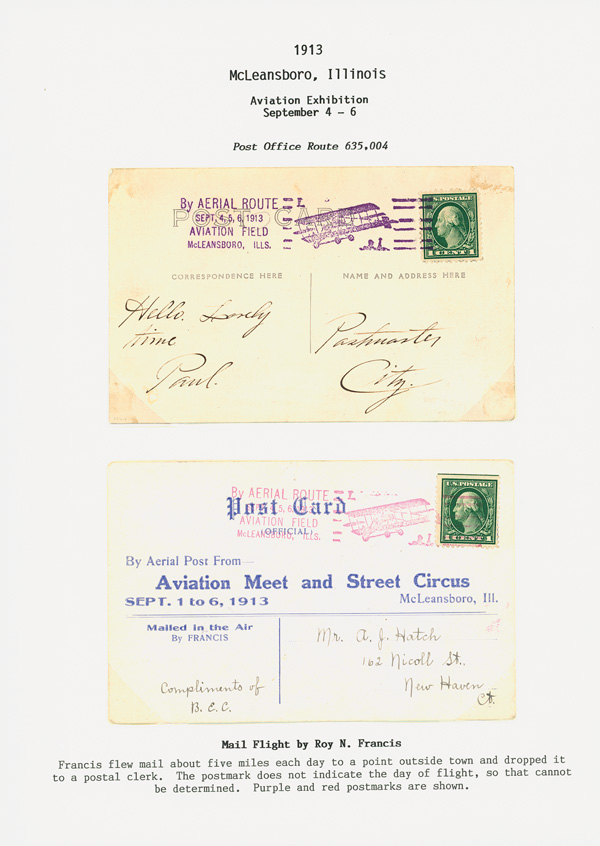 1913
McLeansboro, Illinois
Aviation Exhibition
September 4 - 6
Post Office Route 635,004
POST CARD
By AERIAL ROUTE
SEPT. 4, 5, 6, 1913
AVIATION FIELD
McLEANSBORO, ILLS.
U.S. POSTAGE
1 CENT 1
CORRESPONDENCE HERE
NAME AND ADDRESS HERE
Hello. Lovely
time
Paul.
Postmaster
City.
By AERIAL ROUTE
AVIATION FIELD
McLEANSBORO, ILLS.
Post Card
(OFFICIAL)
U.S. POSTAGE
1 CENT 1
By Aerial Post From—
Aviation Meet and Street Circus
SEPT. 1 to 6, 1913
McLeansboro, Ill.
Mailed in the Air
By FRANCIS
Mr. A. J. Hatch
162 Nicoll St.
New Haven
Ct.
Compliments of
B. E. C.
Mail Flight by Roy N. Francis
Francis flew mail about five miles each day to a point outside town and dropped it
to a postal clerk. The postmark does not indicate the day of flight, so that cannot
be determined. Purple and red postmarks are shown.